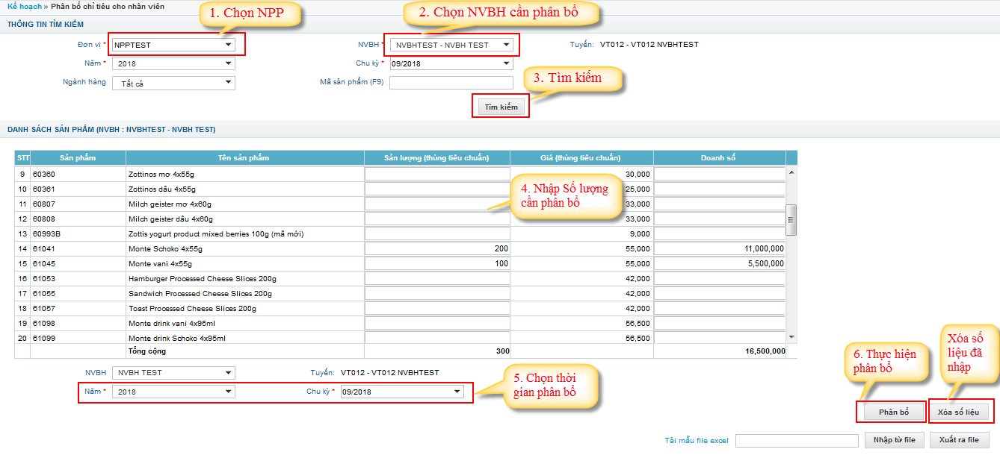 Kế hoạch » Phân bổ chỉ tiêu cho nhân viên
1. Chọn NPP
2. Chọn NVBH cần phân bổ
THÔNG TIN TÌM KIẾM
Đơn vị * NPPTEST NVBH * NVBHTEST - NVBH TEST Tuyến: VT012 - VT012 NVBHTEST
Năm * 2018 Chu kỳ * 09/2018
Ngành hàng Tất cả Mã sản phẩm (F9)
3. Tìm kiếm
Tìm kiếm
DANH SÁCH SẢN PHẨM (NVBH : NVBHTEST - NVBH TEST)
STT Sản phẩm Tên sản phẩm Sản lượng (thùng tiêu chuẩn) Giá (thùng tiêu chuẩn) Doanh số
9 60360 Zottinos mơ 4x55g 30,000
10 60361 Zottinos dâu 4x55g 25,000
11 60807 Milch geister mơ 4x60g 33,000
12 60808 Milch geister dâu 4x60g 33,000
13 60993B Zottis yogurt product mixed berries 100g (mã mới) 9,000
14 61041 Monte Schoko 4x55g 200 55,000 11,000,000
15 61045 Monte vani 4x55g 100 55,000 5,500,000
16 61053 Hamburger Processed Cheese Slices 200g 42,000
17 61055 Sandwich Processed Cheese Slices 200g 42,000
18 61057 Toast Processed Cheese Slices 200g 42,000
19 61098 Monte drink vani 4x95ml 56,500
20 61099 Monte drink Schoko 4x95ml 56,500
Tổng cộng 300 16,500,000
4. Nhập Số lượng
cần phân bổ
NVBH NVBH TEST Tuyến: VT012 - VT012 NVBHTEST
Năm * 2018 Chu kỳ * 09/2018
5. Chọn thời
gian phân bổ
6. Thực hiện
phân bổ
Xóa số
liệu đã
nhập
Phân bổ Xóa số liệu
Tải mẫu file excel Nhập từ file Xuất ra file